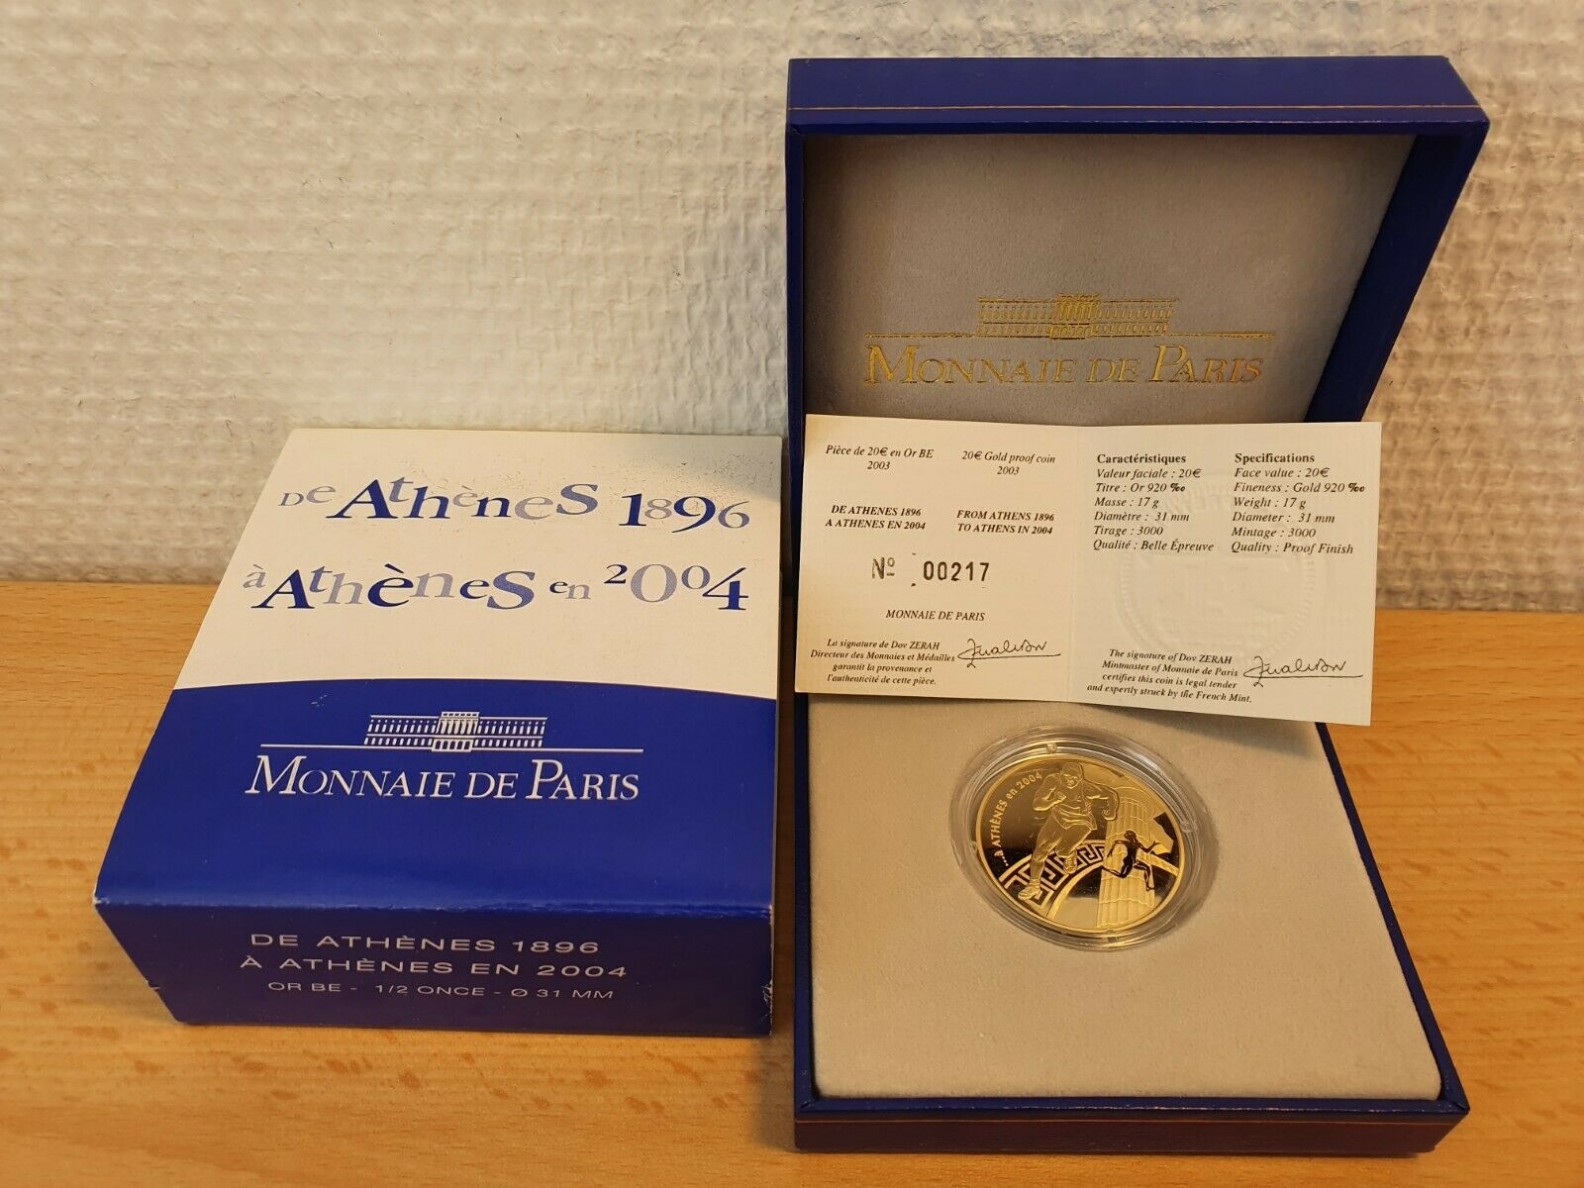 De Athènes 1896
à Athènes en 2004
MONNAIE DE PARIS
DE ATHÈNES 1896
À ATHÈNES EN 2004
OR BE - 1/2 ONCE - Ø 31 MM
MONNAIE DE PARIS
Pièce de 20€ en Or BE
2003
DE ATHENES 1896
A ATHENES EN 2004
20€ Gold proof coin
2003
FROM ATHENS 1896
TO ATHENS IN 2004
Nº 00217
MONNAIE DE PARIS
La signature de Dov ZERAH
Directeur des Monnaies et Médailles
garantit la provenance et
l'authenticité de cette pièce.
Caractéristiques
Valeur faciale : 20€
Titre : Or 920 ‰
Masse : 17 g
Diamètre : 31 mm
Tirage : 3000
Qualité : Belle Épreuve
Specifications
Face value : 20€
Fineness : Gold 920 ‰
Weight : 17 g
Diameter : 31 mm
Mintage : 3000
Quality : Proof Finish
The signature of Dov ZERAH
Mintmaster of Monnaie de Paris
certifies this coin is legal tender
and expertly struck by the French Mint.
...à ATHÈNES en 2004